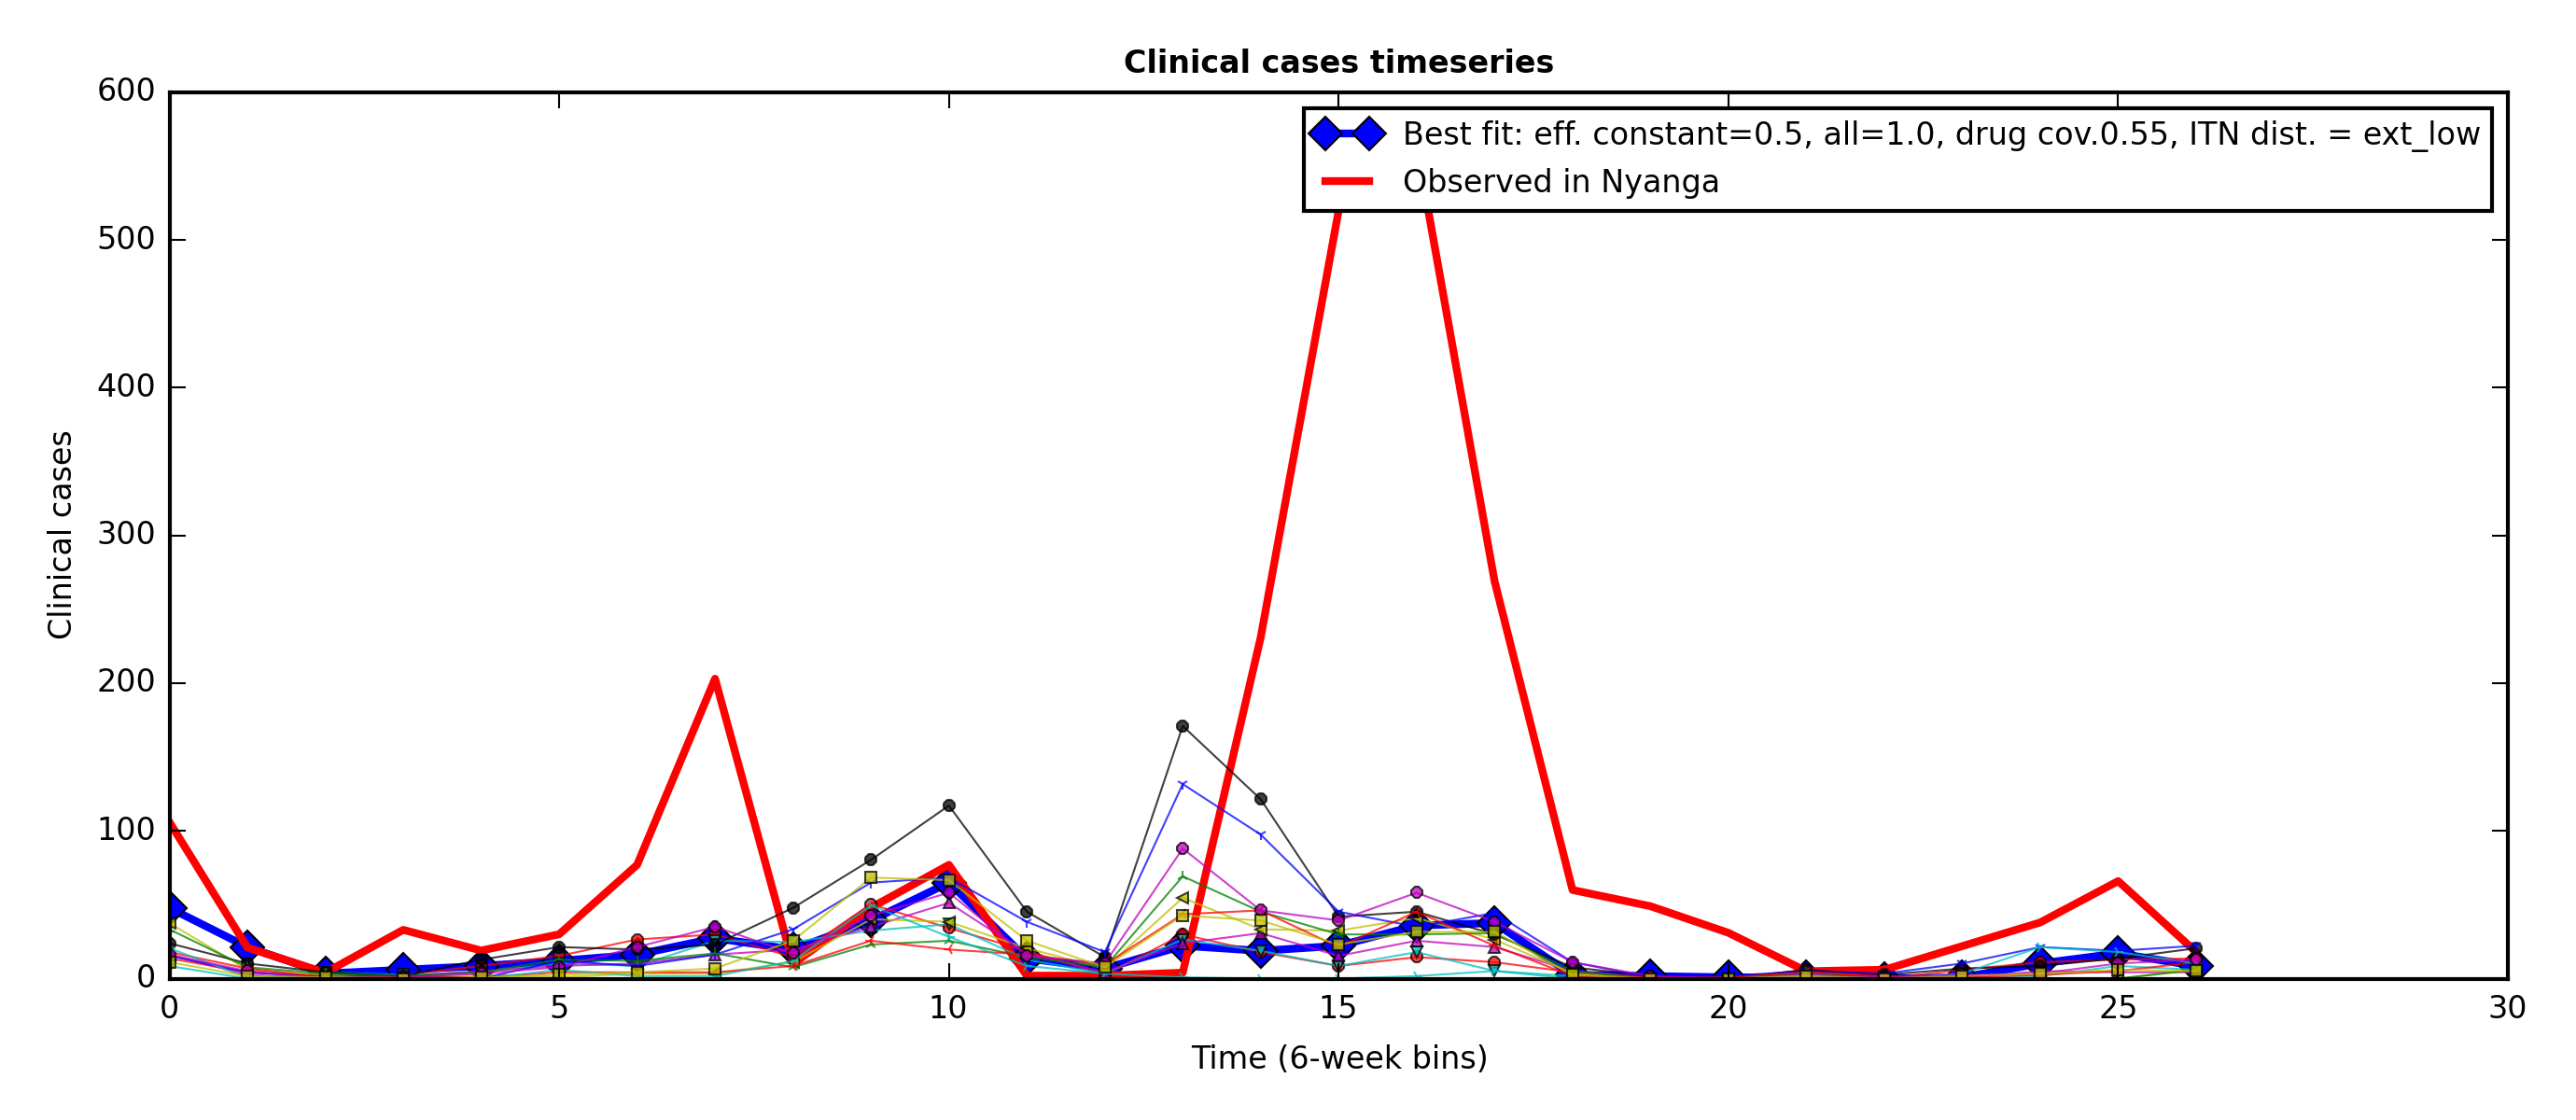 Clinical cases timeseries
600
500
400
300
200
100
0
Clinical cases
Best fit: eff. constant=0.5, all=1.0, drug cov.0.55, ITN dist. = ext_low
Observed in Nyanga
0 5 10 15 20 25 30
Time (6-week bins)